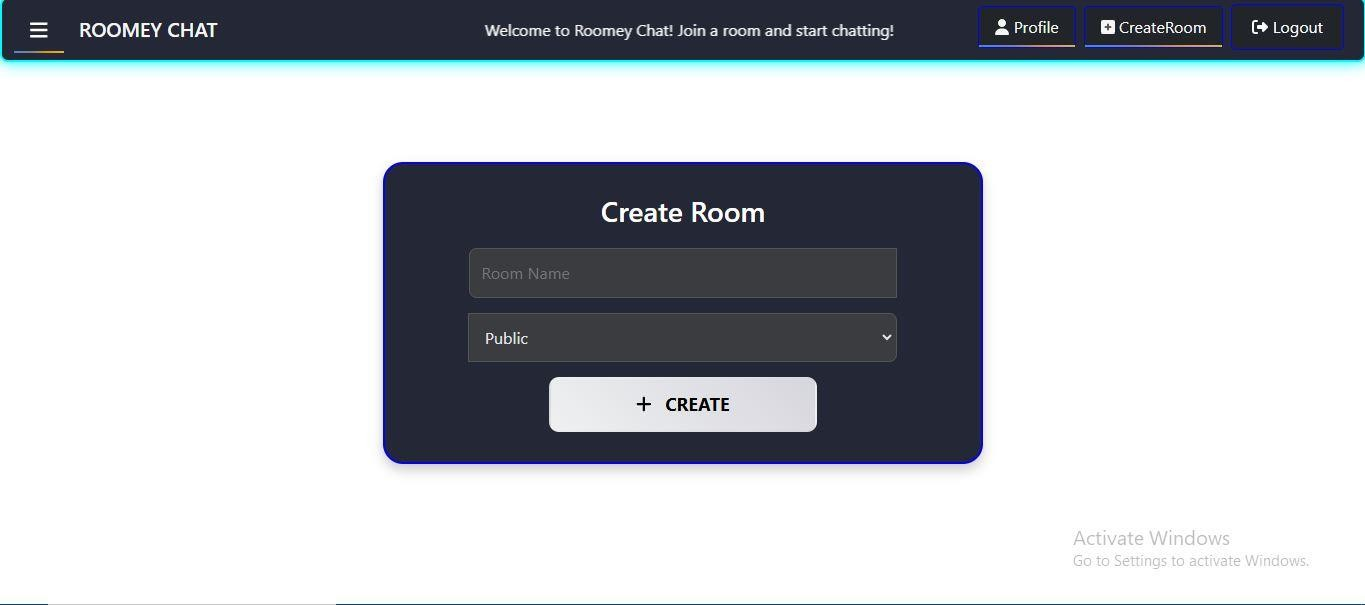 ROOMEY CHAT
Welcome to Roomey Chat! Join a room and start chatting!
Profile
CreateRoom
Logout
Create Room
Room Name
Public
CREATE
Activate Windows
Go to Settings to activate Windows.